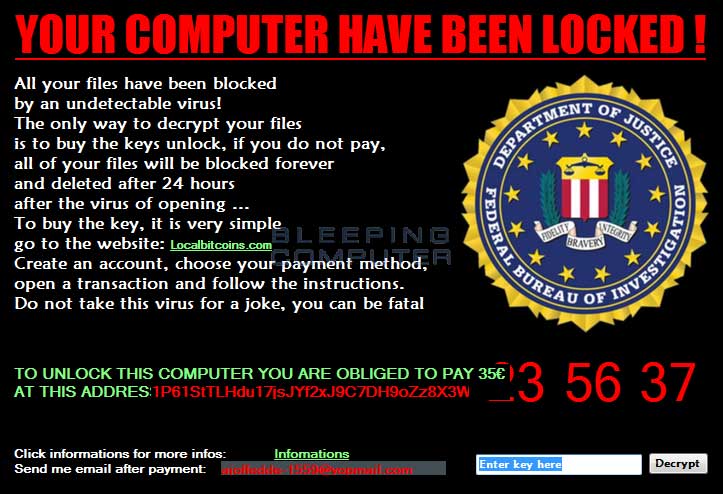 YOUR COMPUTER HAVE BEEN LOCKED !
All your files have been blocked
by an undetectable virus!
The only way to decrypt your files
is to buy the keys unlock, if you do not pay,
all of your files will be blocked forever
and deleted after 24 hours
after the virus of opening ...
To buy the key, it is very simple
go to the website: Localbitcoins.com
Create an account, choose your payment method,
open a transaction and follow the instructions.
Do not take this virus for a joke, you can be fatal
BLEEPING
COMPUTER
DEPARTMENT OF JUSTICE
FEDERAL BUREAU OF INVESTIGATION
FIDELITY BRAVERY INTEGRITY
TO UNLOCK THIS COMPUTER YOU ARE OBLIGED TO PAY 35€
AT THIS ADDRES 1P61StTLHdu17jsJYf2xJ9C7DH9oZz8X3W
23 56 37
Click informations for more infos: Infomations
Send me email after payment:
Enter key here
Decrypt